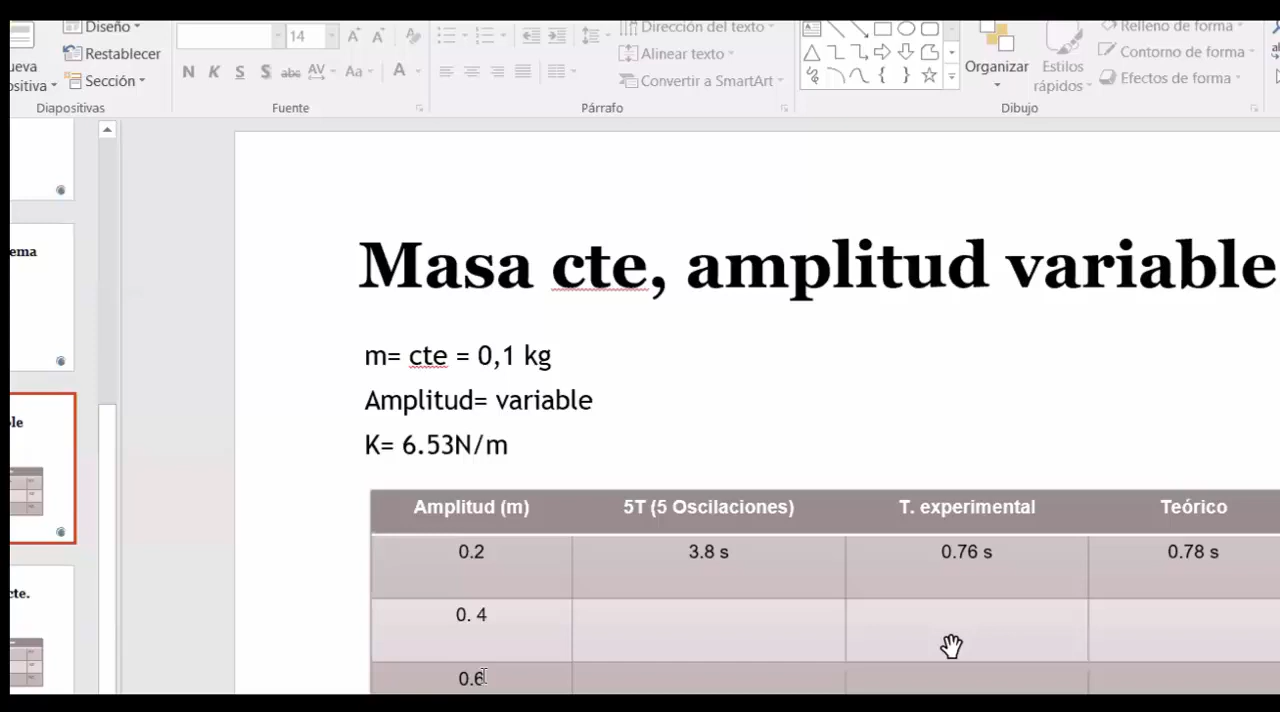 Diseño
14
Dirección del texto
Relleno de forma
Restablecer
Alinear texto
Organizar
Estilos
rápidos
Contorno de forma
Sección
N K S S abc AV Aa A
Convertir a SmartArt
Efectos de forma
Diapositivas
Fuente
Párrafo
Dibujo
Masa cte, amplitud variable
m= cte = 0,1 kg
Amplitud= variable
K= 6.53N/m
Amplitud (m) 5T (5 Oscilaciones) T. experimental Teórico
0.2 3.8 s 0.76 s 0.78 s
0. 4
0.6
ema
le
cte.